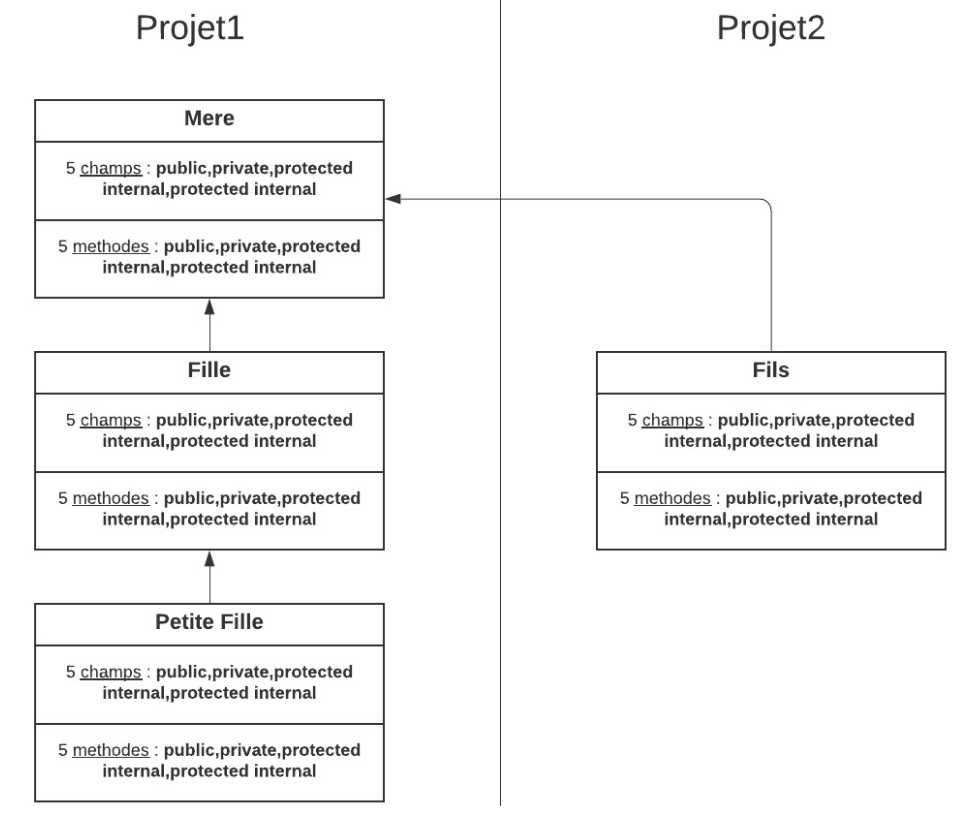 Projet1
Projet2
Mere
5 champs : public,private,protected
internal,protected internal
5 methodes : public,private,protected
internal,protected internal
Fille
5 champs : public,private,protected
internal,protected internal
5 methodes : public,private,protected
internal,protected internal
Petite Fille
5 champs : public,private,protected
internal,protected internal
5 methodes : public,private,protected
internal,protected internal
Fils
5 champs : public,private,protected
internal,protected internal
5 methodes : public,private,protected
internal,protected internal